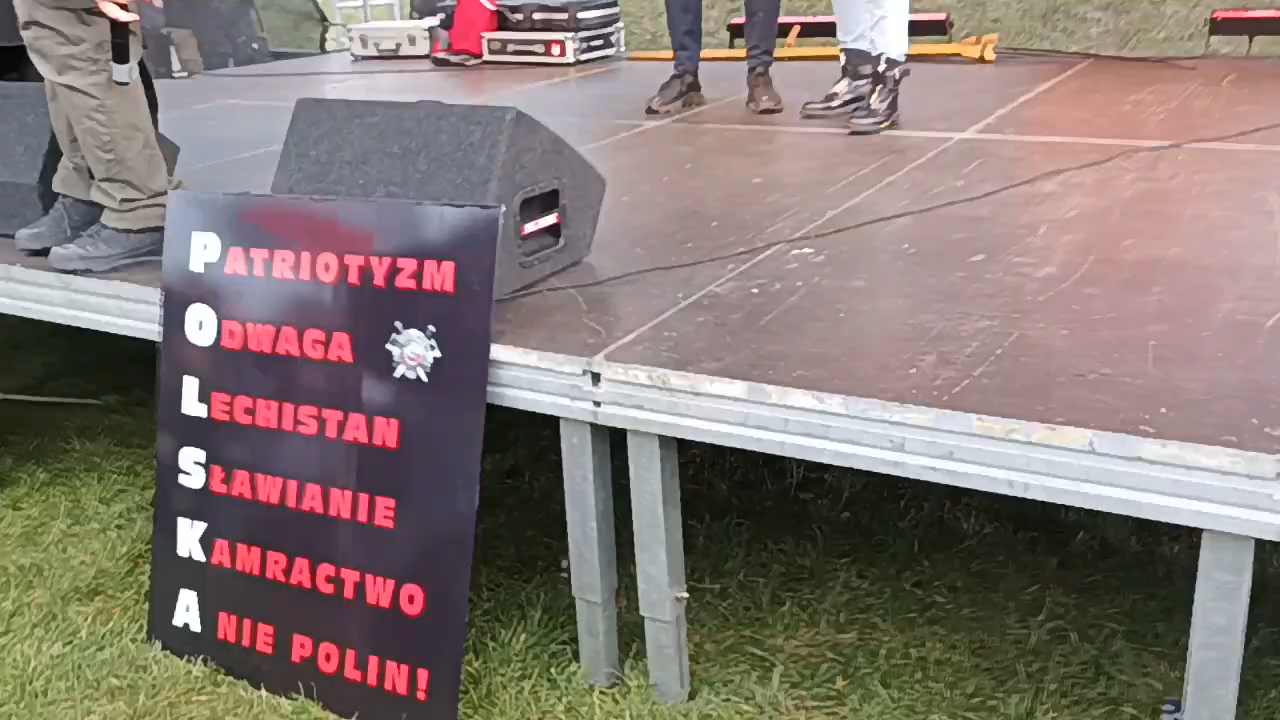 PATRIOTYZM
ODWAGA
LECHISTAN
SŁAWIANIE
KAMRACTWO
A NIE POLIN!